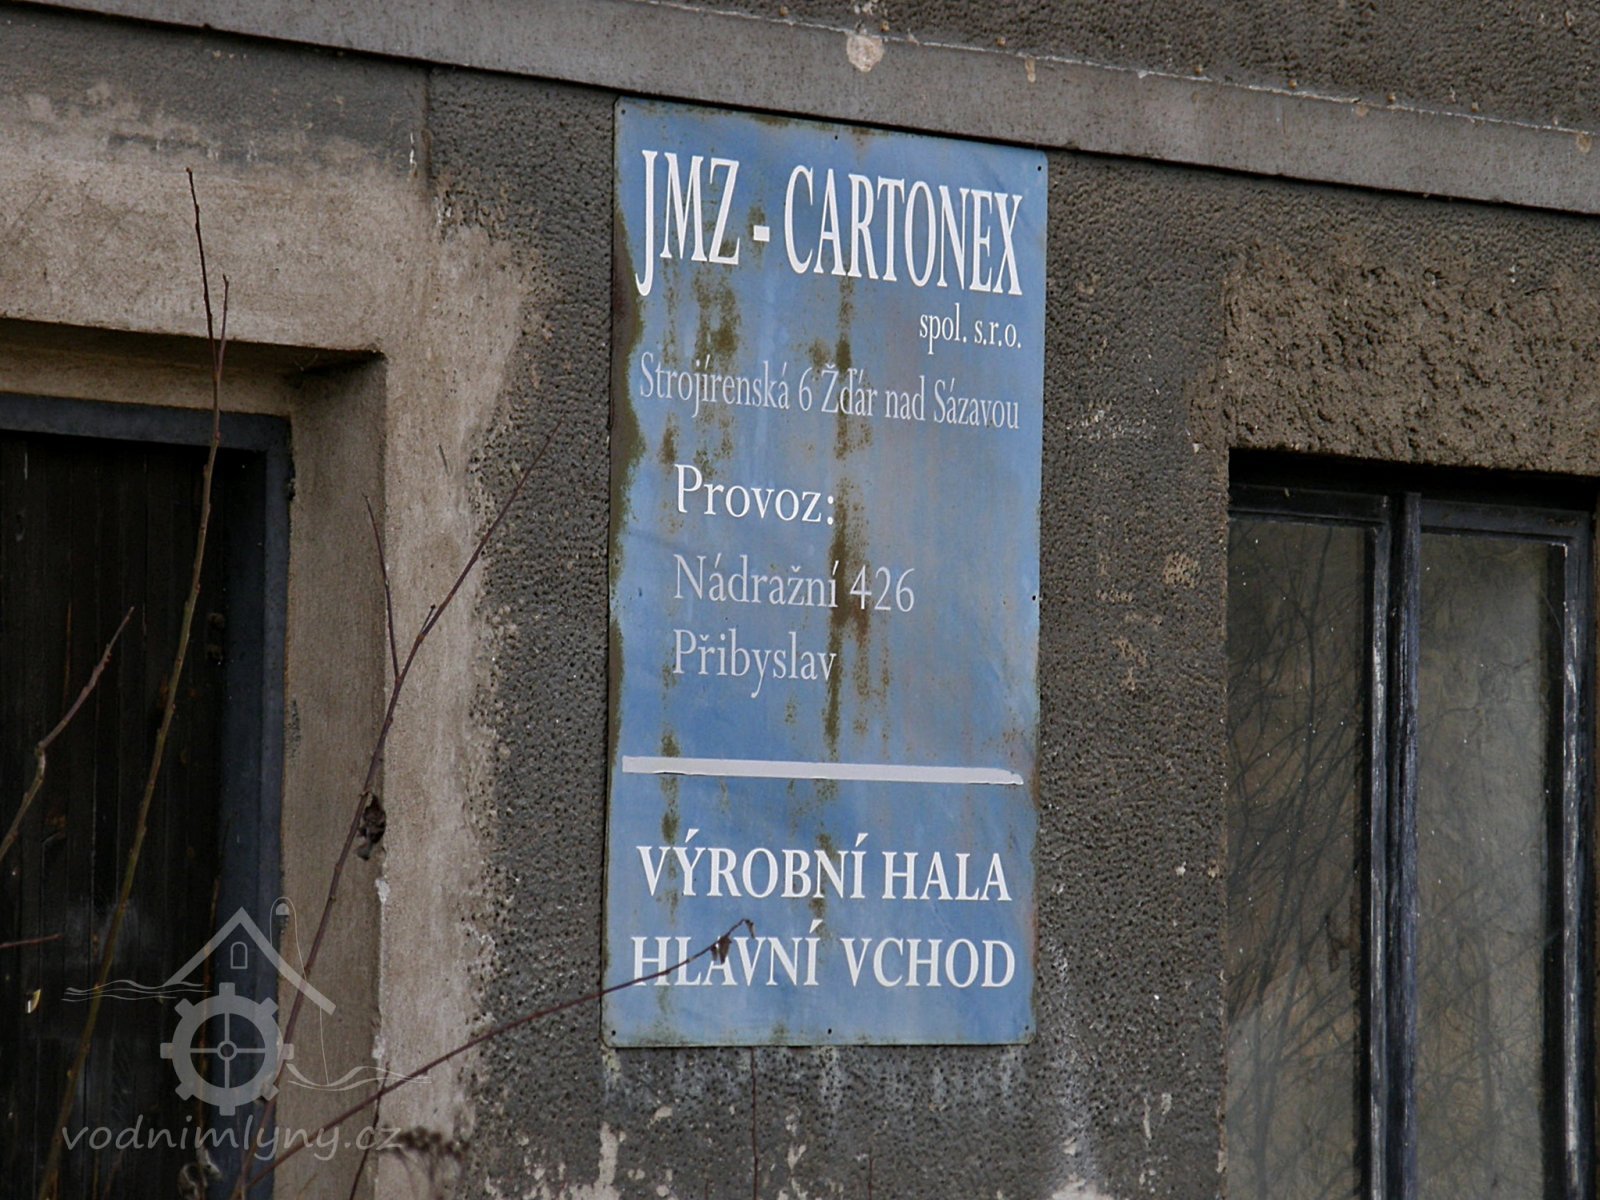 JMZ - CARTONEX
spol. s.r.o.
Strojírenská 6 Žďár nad Sázavou
Provoz:
Nádražní 426
Přibyslav
VÝROBNÍ HALA
HLAVNÍ VCHOD
vodnimlyny.cz